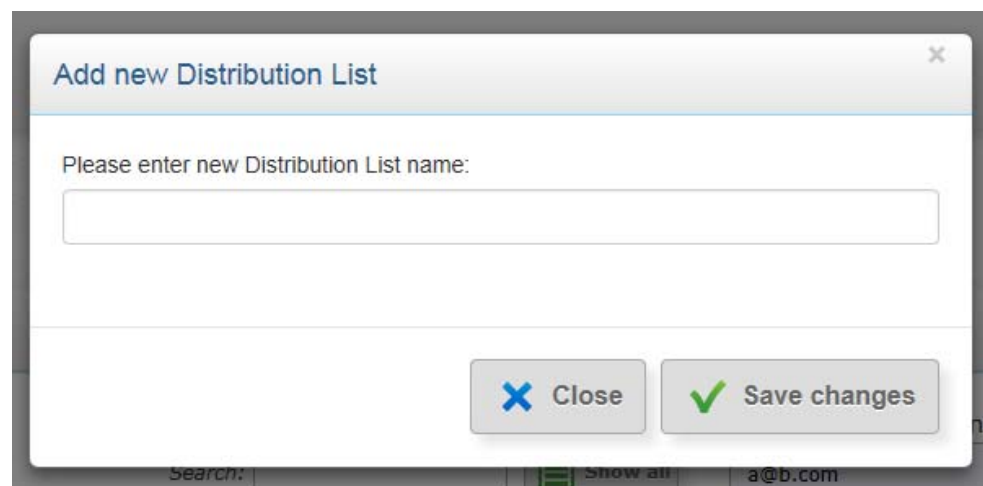 Add new Distribution List ×
Please enter new Distribution List name:
Close Save changes
Search: Show all a@b.com